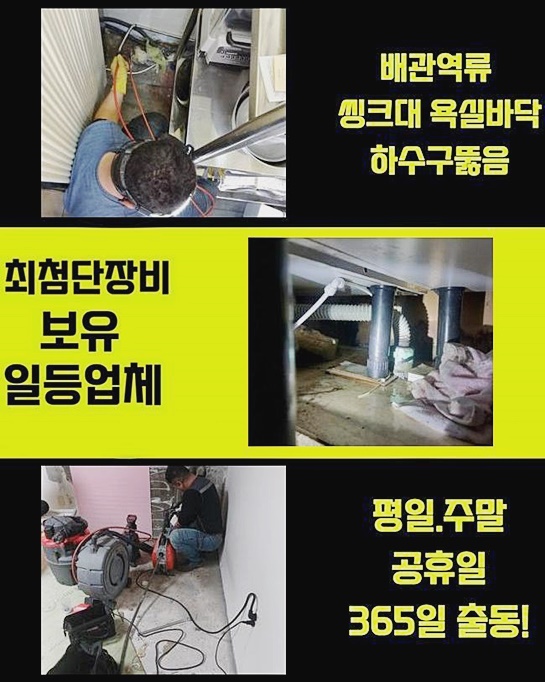 배관역류
씽크대 욕실바닥
하수구뚫음
최첨단장비
보유
일등업체
평일.주말
공휴일
365일 출동!